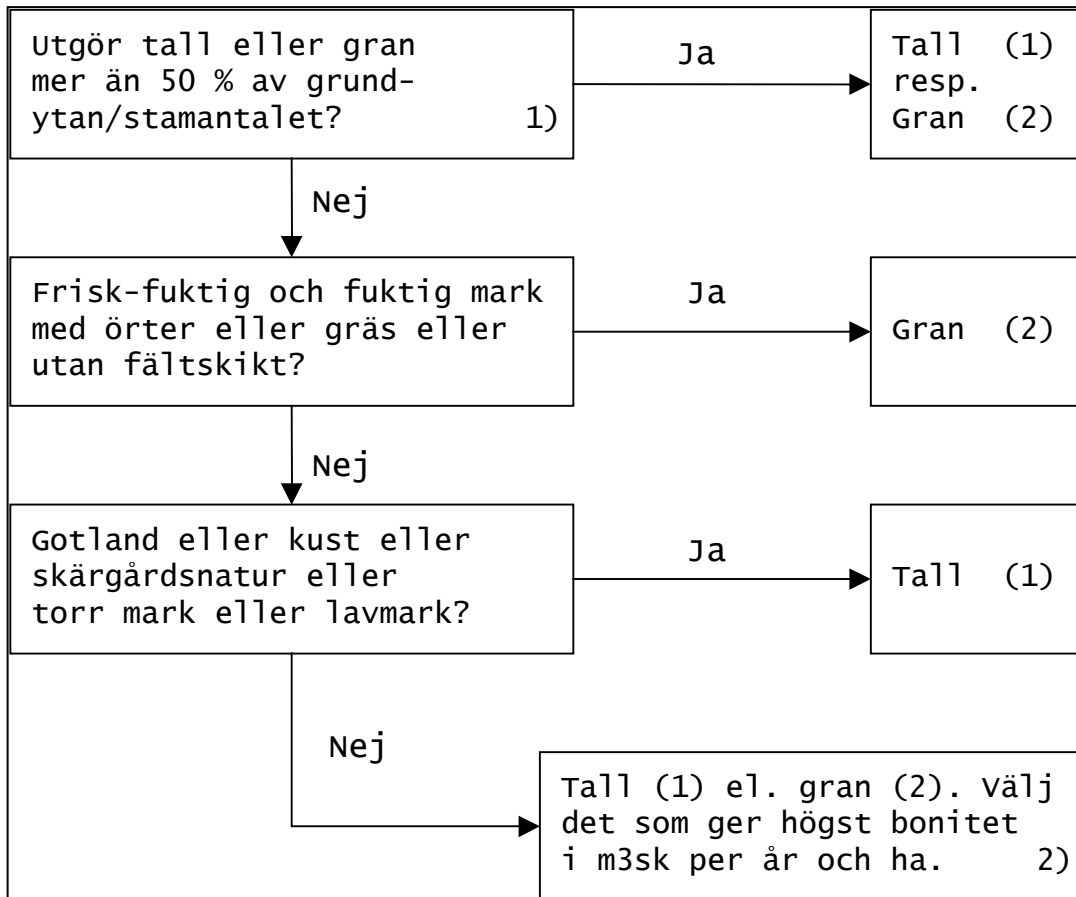 Utgör tall eller gran
mer än 50 % av grund-
ytan/stamantalet? 1)
Ja
Tall (1)
resp.
Gran (2)
Nej
Frisk-fuktig och fuktig mark
med örter eller gräs eller
utan fältskikt?
Ja
Gran (2)
Nej
Gotland eller kust eller
skärgårdsnatur eller
torr mark eller lavmark?
Ja
Tall (1)
Nej
Tall (1) el. gran (2). Välj
det som ger högst bonitet
i m3sk per år och ha. 2)